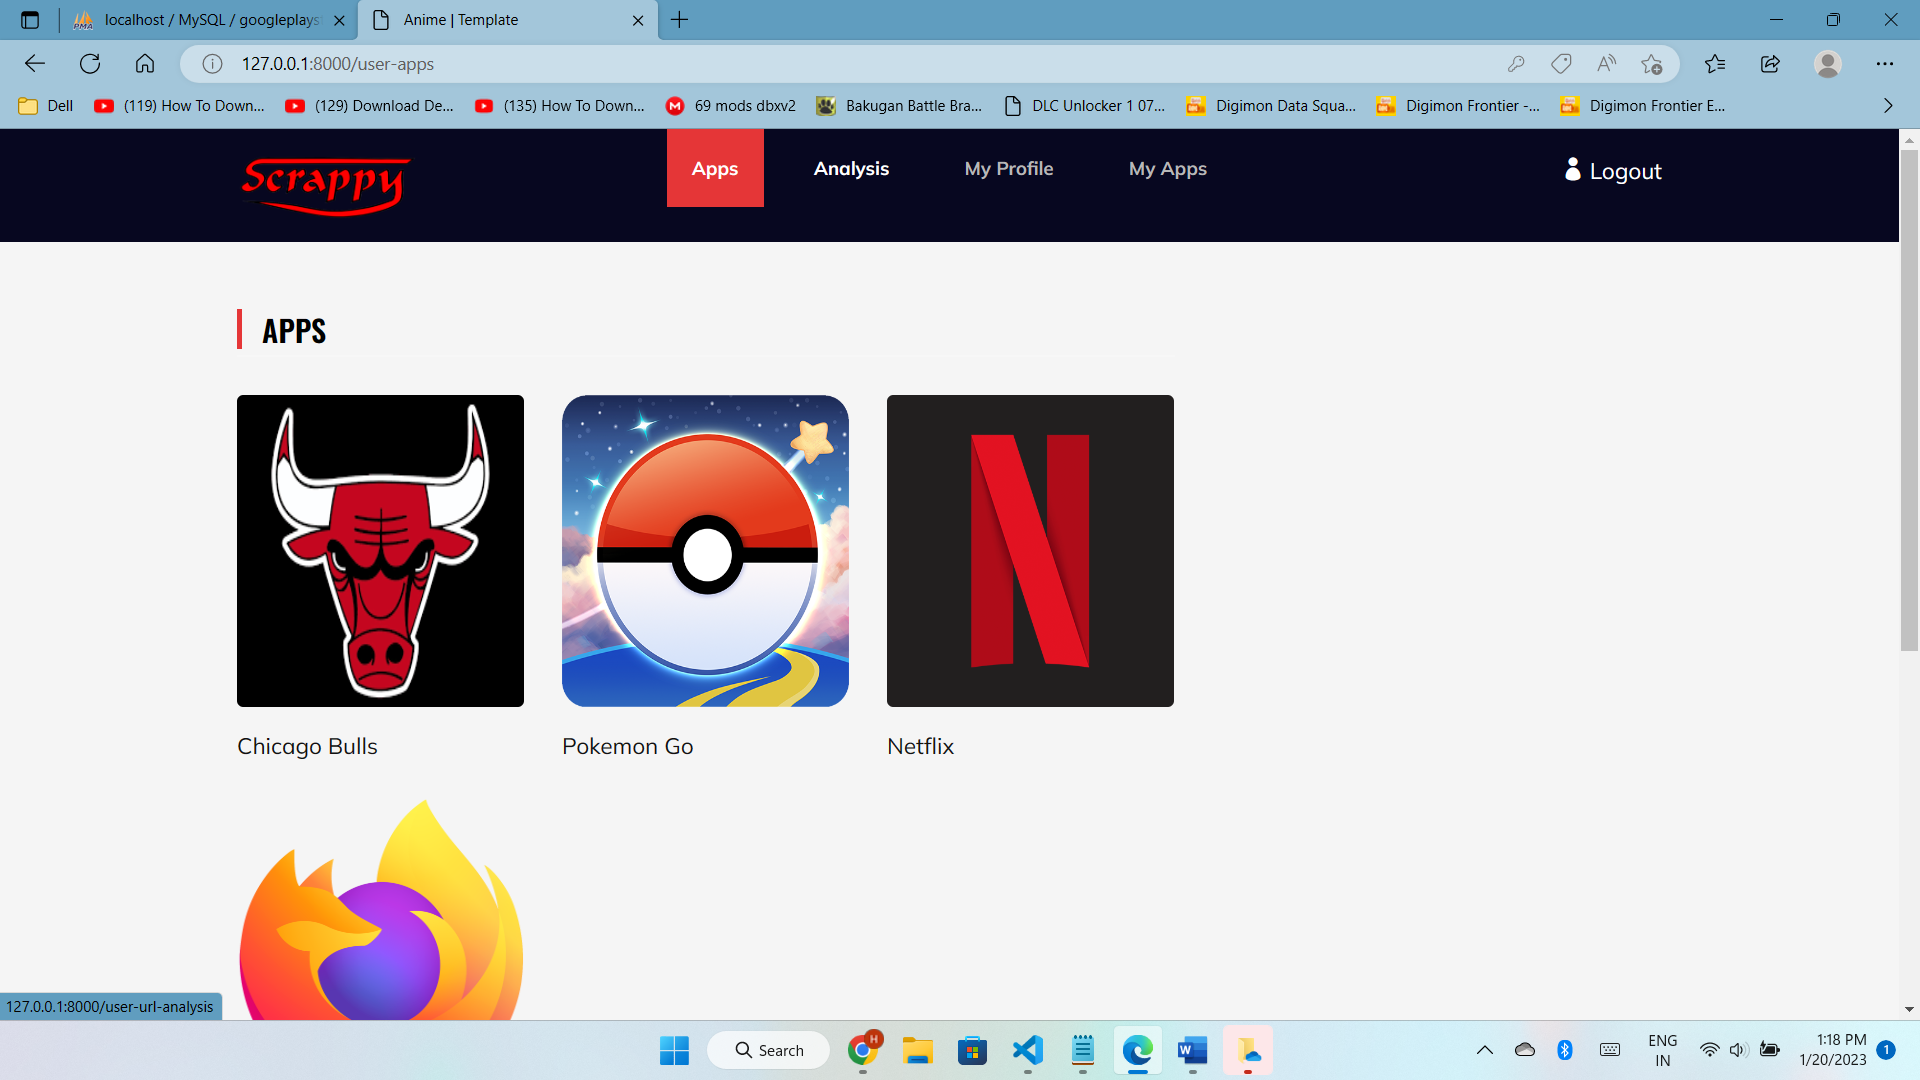 localhost / MySQL / googleplays
Anime | Template
127.0.0.1:8000/user-apps
Dell
(119) How To Down...
(129) Download De...
(135) How To Down...
69 mods dbxv2
Bakugan Battle Bra...
DLC Unlocker 1 07...
Digimon Data Squa...
Digimon Frontier -...
Digimon Frontier E...
Scrappy
Apps
Analysis
My Profile
My Apps
Logout
APPS
Chicago Bulls
Pokemon Go
Netflix
127.0.0.1:8000/user-url-analysis
Search
H
ENG
IN
1:18 PM
1/20/2023
1